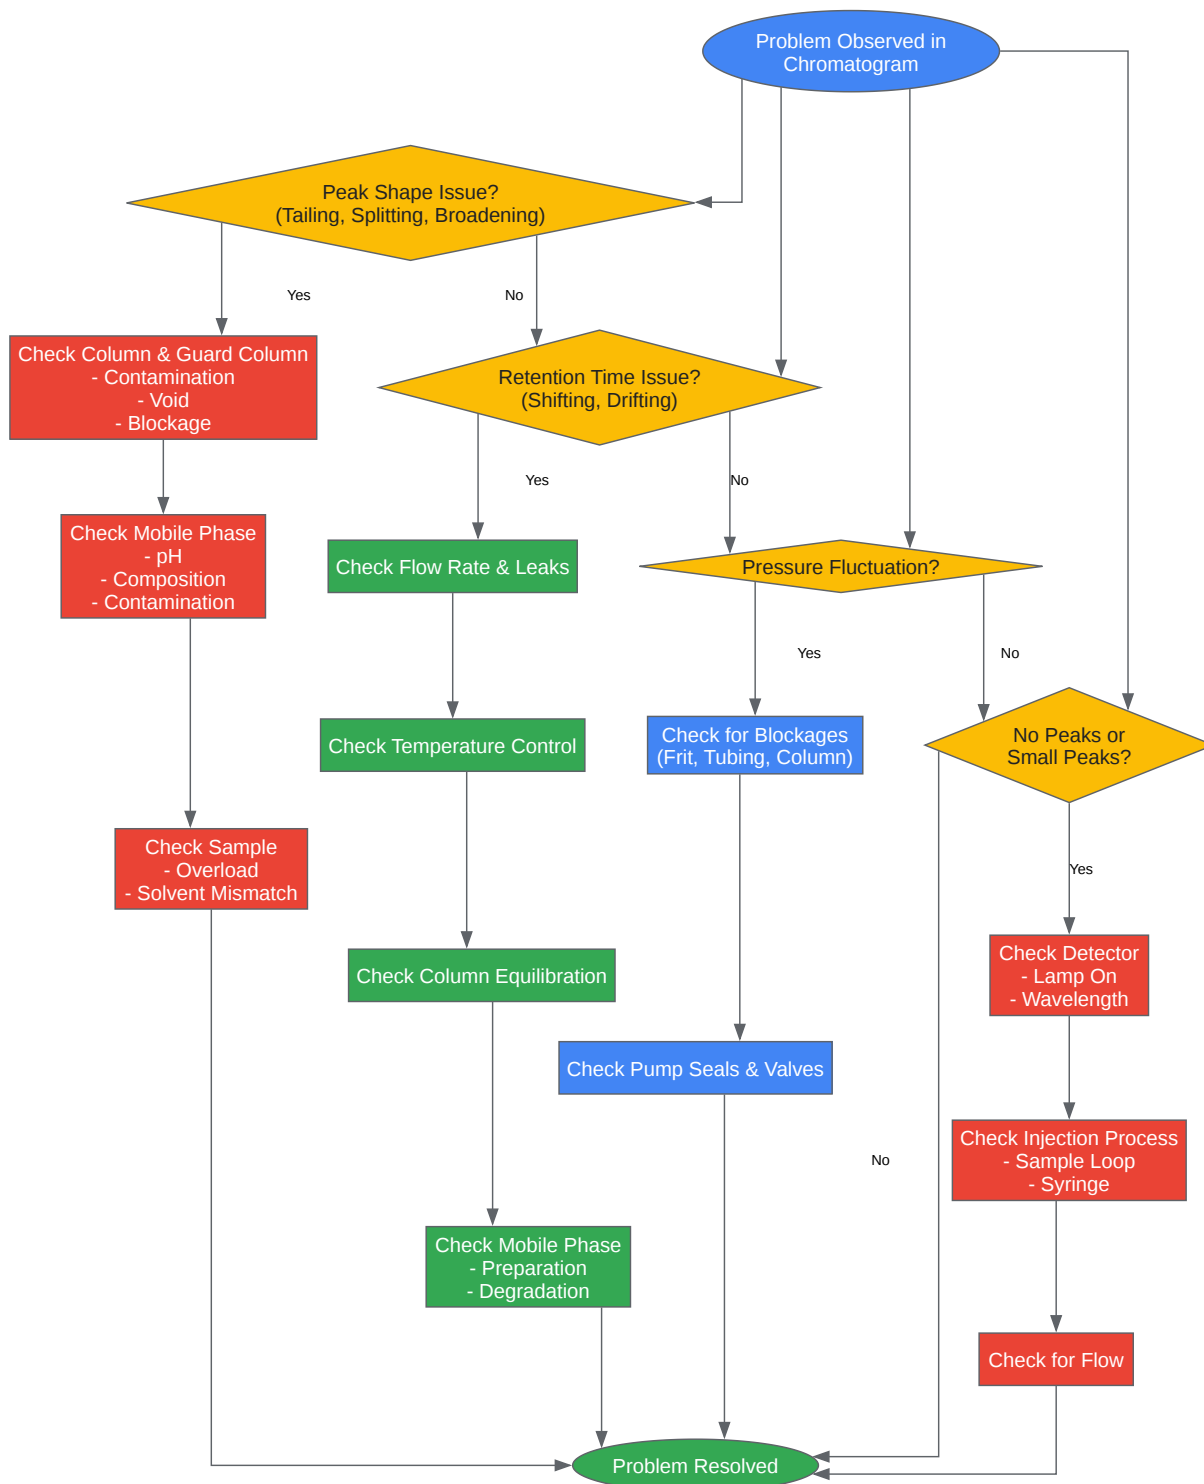 Problem Observed in
Chromatogram
Peak Shape Issue?
(Tailing, Splitting, Broadening)
Yes
No
Check Column & Guard Column
- Contamination
- Void
- Blockage
Retention Time Issue?
(Shifting, Drifting)
Yes
No
Check Mobile Phase
- pH
- Composition
- Contamination
Check Flow Rate & Leaks
Pressure Fluctuation?
Yes
No
Check Temperature Control
Check for Blockages
(Frit, Tubing, Column)
No Peaks or
Small Peaks?
Check Sample
- Overload
- Solvent Mismatch
Yes
Check Column Equilibration
Check Detector
- Lamp On
- Wavelength
Check Pump Seals & Valves
No
Check Injection Process
- Sample Loop
- Syringe
Check Mobile Phase
- Preparation
- Degradation
Check for Flow
Problem Resolved